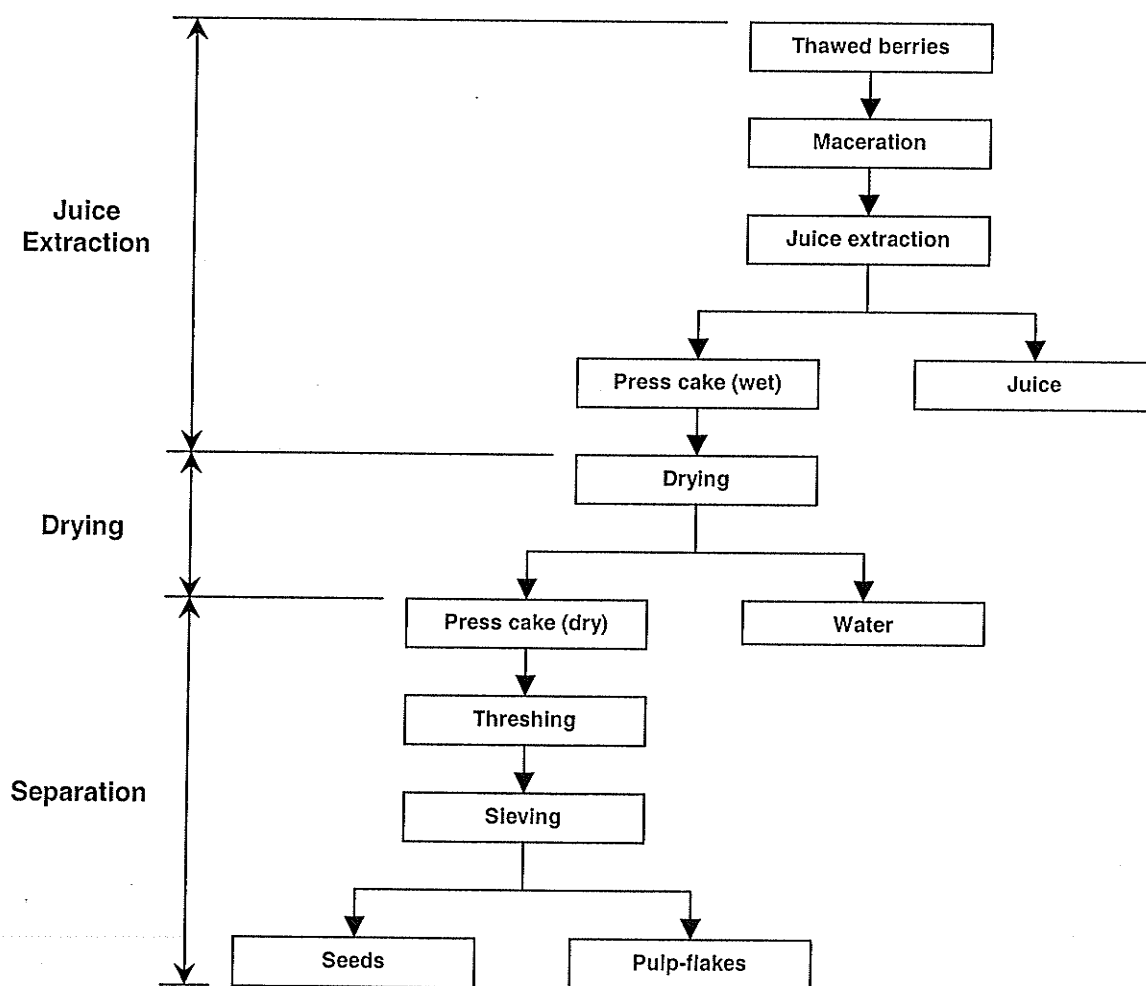 Thawed berries
Maceration
Juice
Extraction
Juice extraction
Press cake (wet)
Juice
Drying
Drying
Press cake (dry)
Water
Threshing
Separation
Sieving
Seeds
Pulp-flakes